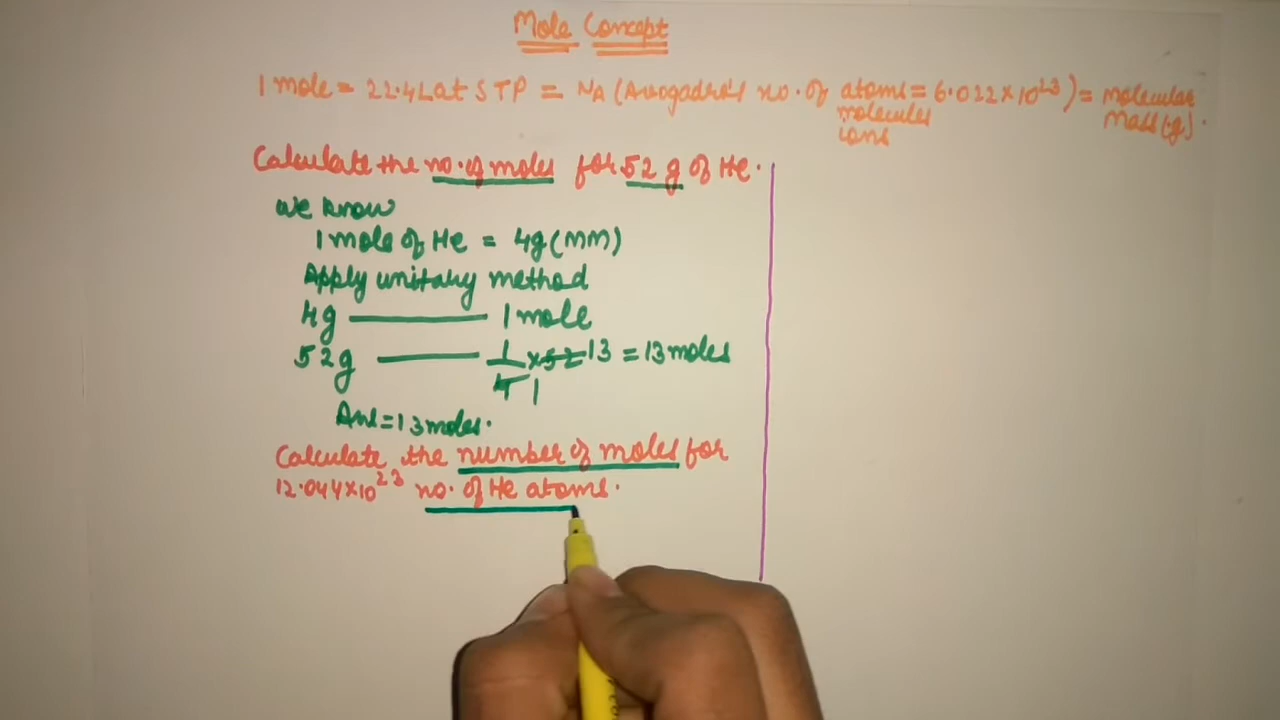 Mole Concept
1 mole = 22.4L at STP = NA (Avogadro's no. of atoms = 6.022×10²³) = molecular
molecules mass (g).
ions
Calculate the no. of moles for 52 g of He.
we know
1 mole of He = 4g (MM)
Apply unitary method
4g — 1 mole
52g — 1/4 × 52 13 = 13 moles
1
Ans = 13 moles.
Calculate the number of moles for
12.044×10²³ no. of He atoms.